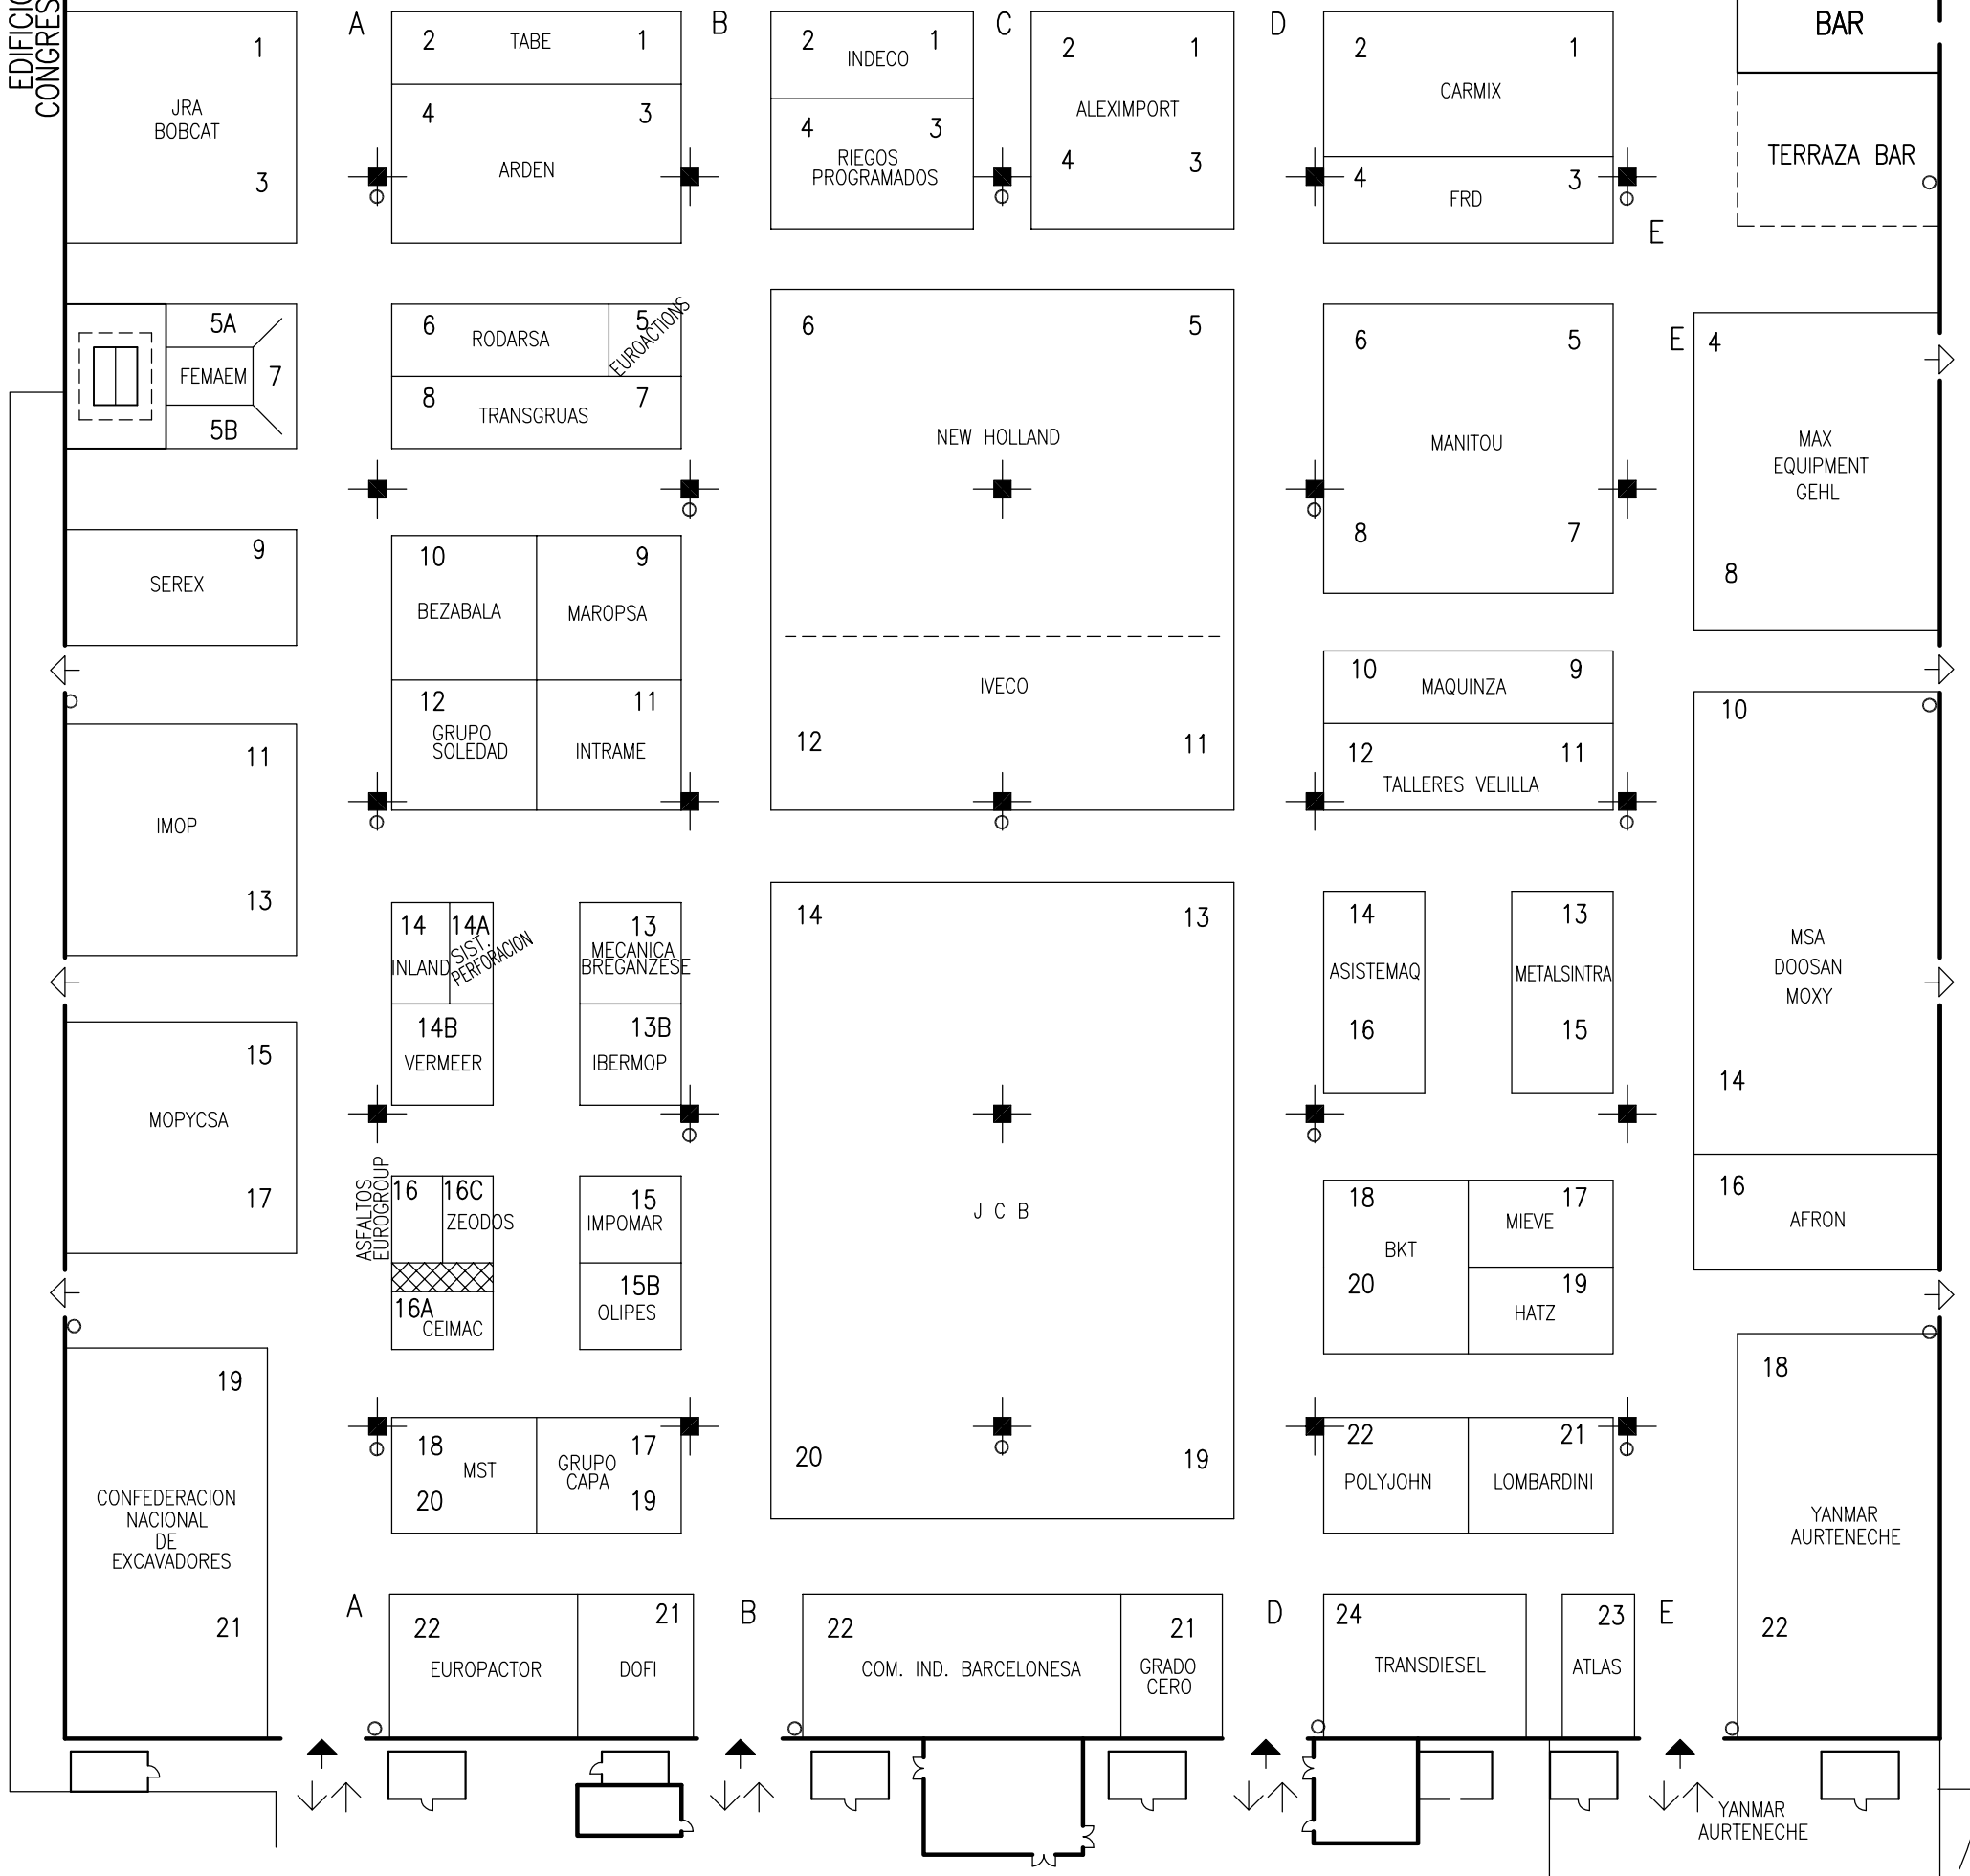 EDIFICIO
CONGRES
A
B
C
D
BAR
1
JRA
BOBCAT
3
2
TABE
1
4
3
ARDEN
2
INDECO
1
4
3
RIEGOS
PROGRAMADOS
2
1
ALEXIMPORT
4
3
2
1
CARMIX
4
3
FRD
E
TERRAZA BAR
5A
FEMAEM
7
5B
6
RODARSA
5
EUROACTIONS
8
7
TRANSGRUAS
6
5
NEW HOLLAND
6
5
MANITOU
8
7
E
4
MAX
EQUIPMENT
GEHL
8
9
SEREX
10
BEZABALA
9
MAROPSA
12
GRUPO
SOLEDAD
11
INTRAME
IVECO
12
11
10
MAQUINZA
9
12
11
TALLERES VELILLA
11
IMOP
13
10
MSA
DOOSAN
MOXY
14
14
INLAND
14A
SIST.
PERFORACION
13
MECANICA
BREGANZESE
14B
VERMEER
13B
IBERMOP
14
13
J C B
20
19
14
ASISTEMAQ
16
13
METALSINTRA
15
15
MOPYCSA
17
ASFALTOS
EUROGROUP
16
16C
ZEODOS
16A
CEIMAC
15
IMPOMAR
15B
OLIPES
18
BKT
20
17
MIEVE
19
HATZ
16
AFRON
19
CONFEDERACION
NACIONAL
DE
EXCAVADORES
21
18
MST
20
17
GRUPO
CAPA
19
22
POLYJOHN
21
LOMBARDINI
18
YANMAR
AURTENECHE
22
A
22
EUROPACTOR
21
DOFI
B
22
COM. IND. BARCELONESA
21
GRADO
CERO
D
24
TRANSDIESEL
23
ATLAS
E
YANMAR
AURTENECHE